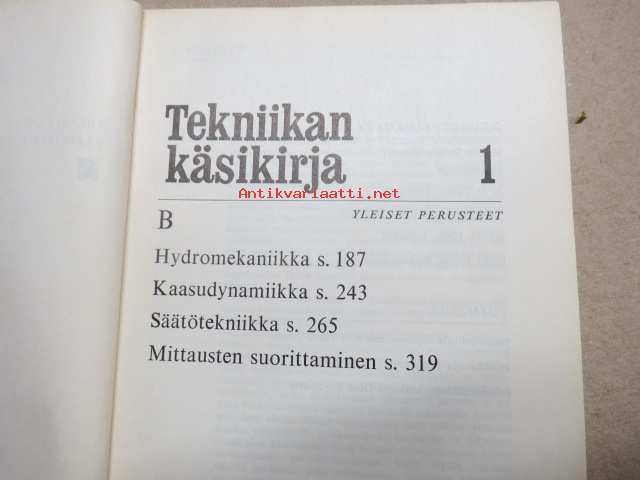 Tekniikan
käsikirja 1
Antikvariaatti.net
B YLEISET PERUSTEET
Hydromekaniikka s. 187
Kaasudynamiikka s. 243
Säätötekniikka s. 265
Mittausten suorittaminen s. 319